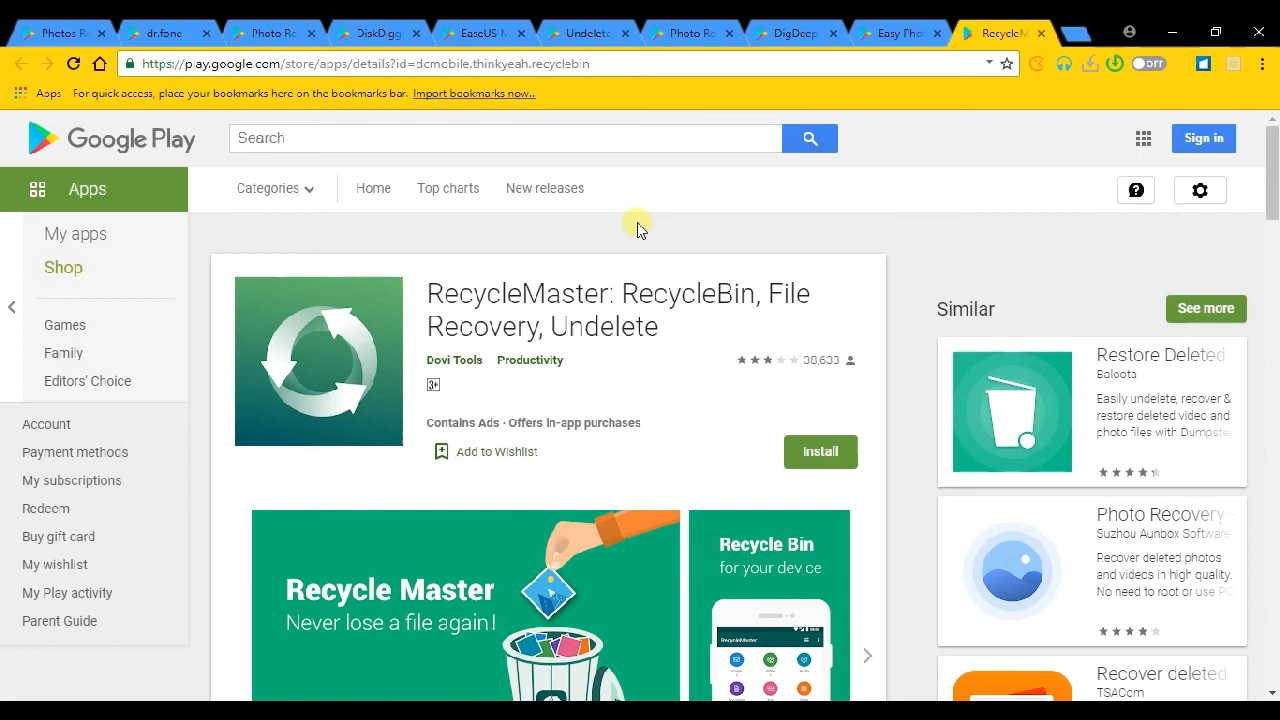 Photos Re
dr.fone
Photo Re
DiskDigg
EaseUS M
Undelete
Photo Re
DigDeep
Easy Pho
RecycleM
https://play.google.com/store/apps/details?id=dcmobile.thinkyeah.recyclebin
off
Apps For quick access, place your bookmarks here on the bookmarks bar. Import bookmarks now...
Google Play
Search
Sign in
Apps
Categories
Home
Top charts
New releases
My apps
Shop
Games
Family
Editors' Choice
Account
Payment methods
My subscriptions
Redeem
Buy gift card
My wishlist
My Play activity
Parent Guide
RecycleMaster: RecycleBin, File
Recovery, Undelete
Dovi Tools Productivity
38,633
3+
Contains Ads · Offers in-app purchases
Add to Wishlist
Install
Recycle Master
Never lose a file again!
Recycle Bin
for your device
RecycleMaster
Similar
See more
Restore Deleted
Baloota
Easily undelete, recover &
restore deleted video and
photo files with Dumpste
Photo Recovery -
Suzhou Aunbox Software
Recover deleted photos
and videos in high quality.
No need to root or use PC
Recover deleted
TSACcm